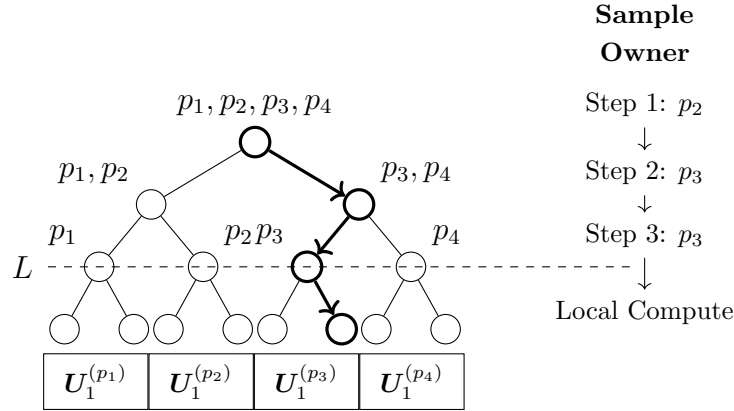 Sample
Owner
p₁, p₂, p₃, p₄
Step 1: p₂
p₁, p₂
p₃, p₄
Step 2: p₃
p₁
p₂
p₃
p₄
Step 3: p₃
L
Local Compute
U₁^(p₁)
U₁^(p₂)
U₁^(p₃)
U₁^(p₄)